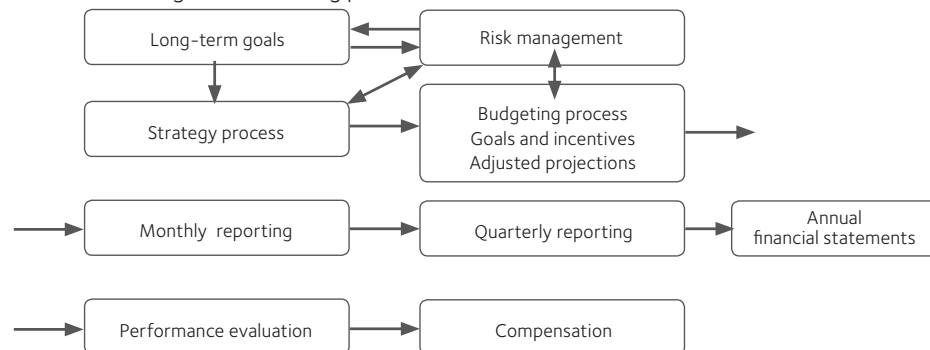 Long-term goals
Risk management
Strategy process
Budgeting process
Goals and incentives
Adjusted projections
Monthly reporting
Quarterly reporting
Annual
financial statements
Performance evaluation
Compensation